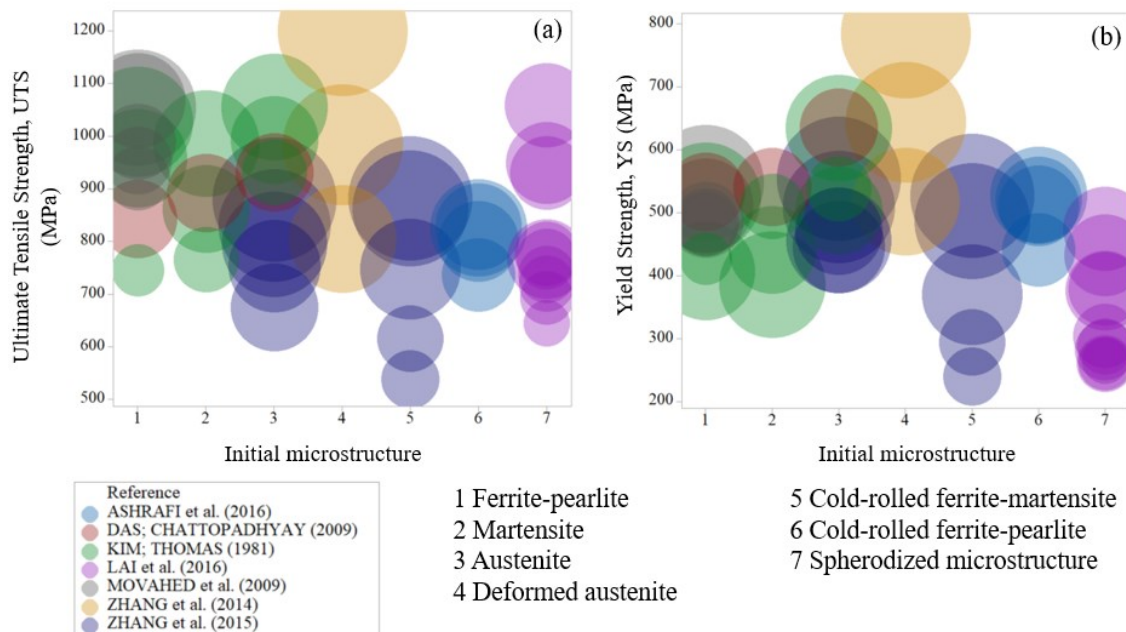 (a)
Ultimate Tensile Strength, UTS
(MPa)
1200
1100
1000
900
800
700
600
500
1 2 3 4 5 6 7
Initial microstructure
(b)
Yield Strength, YS (MPa)
800
700
600
500
400
300
200
1 2 3 4 5 6 7
Initial microstructure
Reference
ASHRAFI et al. (2016)
DAS; CHATTOPADHYAY (2009)
KIM; THOMAS (1981)
LAI et al. (2016)
MOVAHED et al. (2009)
ZHANG et al. (2014)
ZHANG et al. (2015)
1 Ferrite-pearlite
2 Martensite
3 Austenite
4 Deformed austenite
5 Cold-rolled ferrite-martensite
6 Cold-rolled ferrite-pearlite
7 Spherodized microstructure